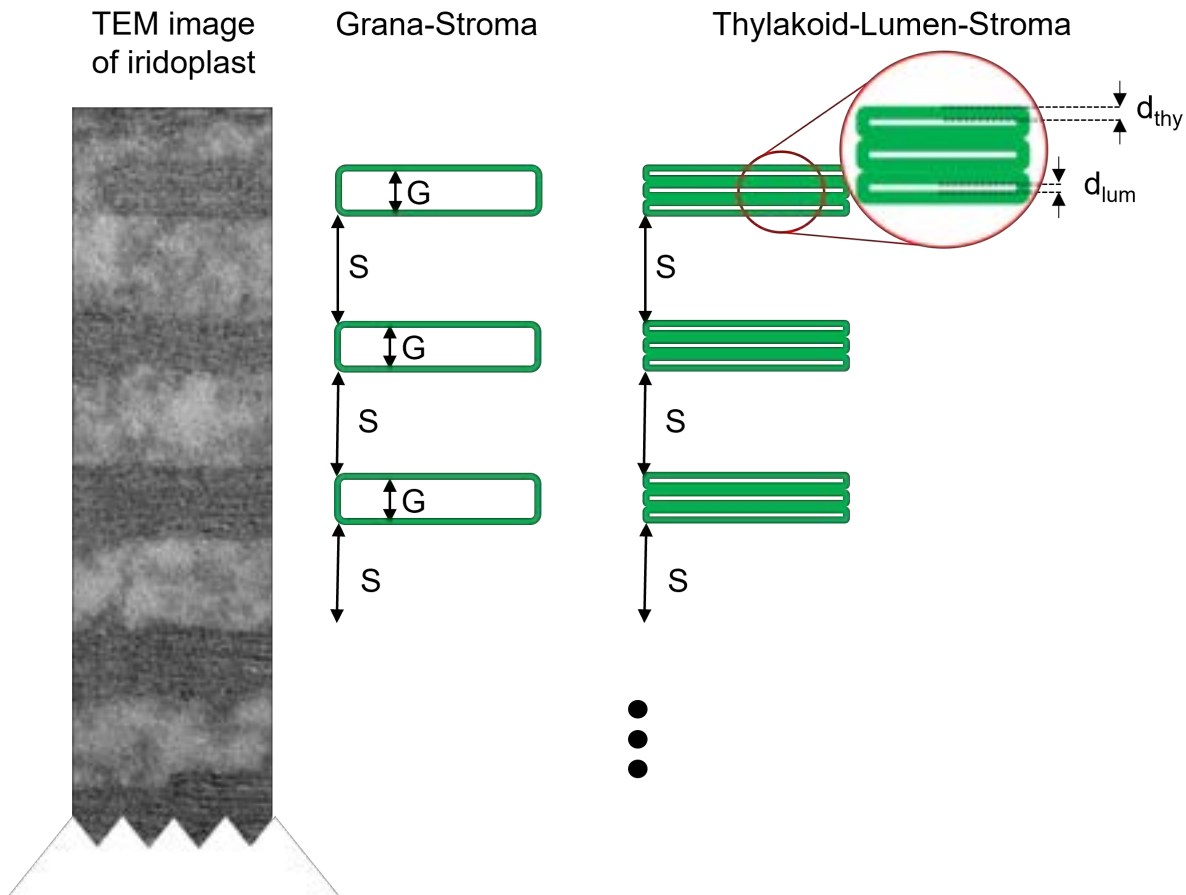 TEM image
of iridoplast
Grana-Stroma
Thylakoid-Lumen-Stroma
d_thy
d_lum
G
S
S
G
S
S
G
S
S